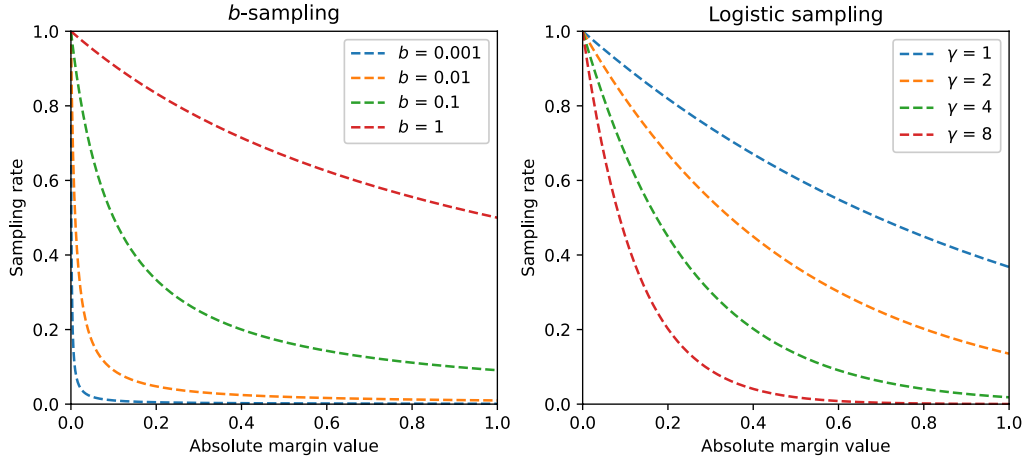 b-sampling
1.0
0.8
0.6
0.4
0.2
0.0
Sampling rate
b = 0.001
b = 0.01
b = 0.1
b = 1
0.0 0.2 0.4 0.6 0.8 1.0
Absolute margin value
Logistic sampling
1.0
0.8
0.6
0.4
0.2
0.0
Sampling rate
γ = 1
γ = 2
γ = 4
γ = 8
0.0 0.2 0.4 0.6 0.8 1.0
Absolute margin value